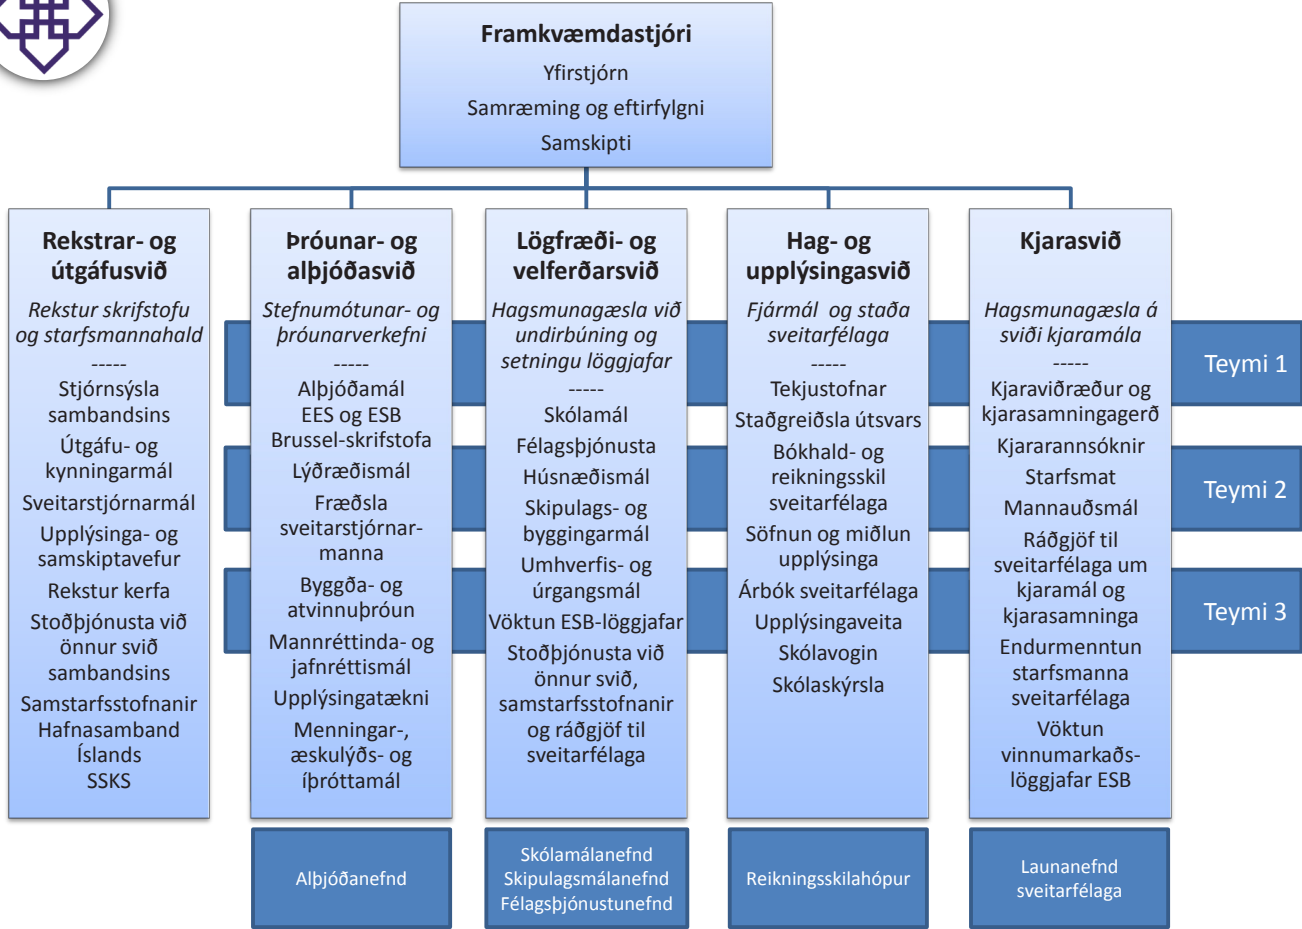 Framkvæmdastjóri
Yfirstjórn
Samræming og eftirfylgni
Samskipti
Rekstrar- og
útgáfusvið
Rekstur skrifstofu
og starfsmannahald
-----
Stjórnsýsla
sambandsins
Útgáfu- og
kynningarmál
Sveitarstjórnarmál
Upplýsinga- og
samskiptavefur
Rekstur kerfa
Stoðþjónusta við
önnur svið
sambandsins
Samstarfsstofnanir
Hafnasamband
Íslands
SSKS
Þróunar- og
alþjóðasvið
Stefnumótunar- og
þróunarverkefni
-----
Alþjóðamál
EES og ESB
Brussel-skrifstofa
Lýðræðismál
Fræðsla
sveitarstjórnar-
manna
Byggða- og
atvinnuþróun
Mannréttinda- og
jafnréttismál
Upplýsingatækni
Menningar-,
æskulýðs- og
íþróttamál
Alþjóðanefnd
Lögfræði- og
velferðarsvið
Hagsmunagæsla við
undirbúning og
setningu löggjafar
-----
Skólamál
Félagsþjónusta
Húsnæðismál
Skipulags- og
byggingarmál
Umhverfis- og
úrgangsmál
Vöktun ESB-löggjafar
Stoðþjónusta við
önnur svið,
samstarfsstofnanir
og ráðgjöf til
sveitarfélaga
Skólamálanefnd
Skipulagsmálanefnd
Félagsþjónustunefnd
Hag- og
upplýsingasvið
Fjármál og staða
sveitarfélaga
-----
Tekjustofnar
Staðgreiðsla útsvars
Bókhald- og
reikningsskil
sveitarfélaga
Söfnun og miðlun
upplýsinga
Árbók sveitarfélaga
Upplýsingaveita
Skólavogin
Skólaskýrsla
Reikningsskilahópur
Kjarasvið
Hagsmunagæsla á
sviði kjaramála
-----
Kjaraviðræður og
kjarasamningagerð
Kjararannsóknir
Starfsmat
Mannauðsmál
Ráðgjöf til
sveitarfélaga um
kjaramál og
kjarasamninga
Endurmenntun
starfsmanna
sveitarfélaga
Vöktun
vinnumarkaðs-
löggjafar ESB
Launanefnd
sveitarfélaga
Teymi 1
Teymi 2
Teymi 3